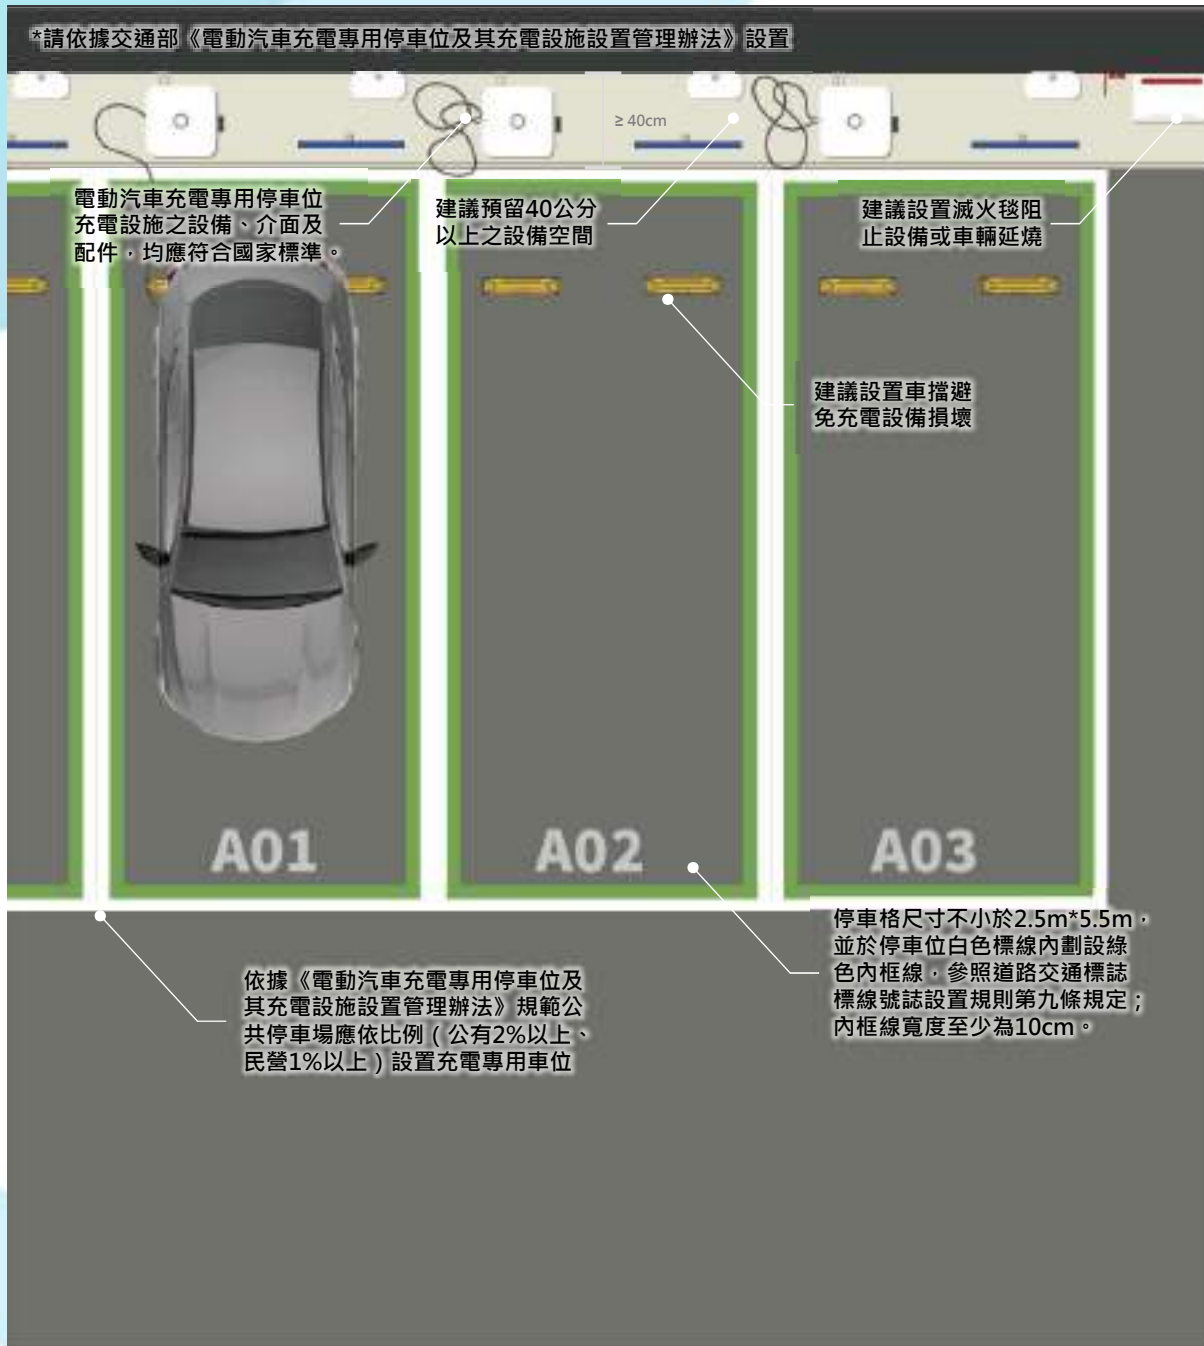 *請依據交通部《電動汽車充電專用停車位及其充電設施設置管理辦法》設置
≥ 40cm
電動汽車充電專用停車位
充電設施之設備、介面及
配件，均應符合國家標準。
建議預留40公分
以上之設備空間
建議設置滅火毯阻
止設備或車輛延燒
建議設置車擋避
免充電設備損壞
A01
A02
A03
停車格尺寸不小於2.5m*5.5m，
並於停車位白色標線內劃設綠
色內框線，參照道路交通標誌
標線號誌設置規則第九條規定；
內框線寬度至少為10cm。
依據《電動汽車充電專用停車位及
其充電設施設置管理辦法》規範公
共停車場應依比例（公有2%以上、
民營1%以上）設置充電專用車位